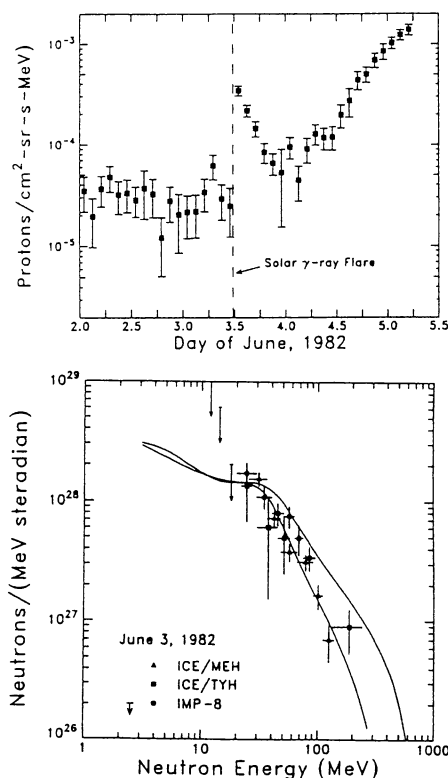 Protons/cm²-sr-s-MeV
10⁻³
10⁻⁴
10⁻⁵
Solar γ-ray Flare
2.0 2.5 3.0 3.5 4.0 4.5 5.0 5.5
Day of June, 1982
Neutrons/(MeV steradian)
10²⁹
10²⁸
10²⁷
10²⁶
June 3, 1982
ICE/MEH
ICE/TYH
IMP-8
1 10 100 1000
Neutron Energy (MeV)